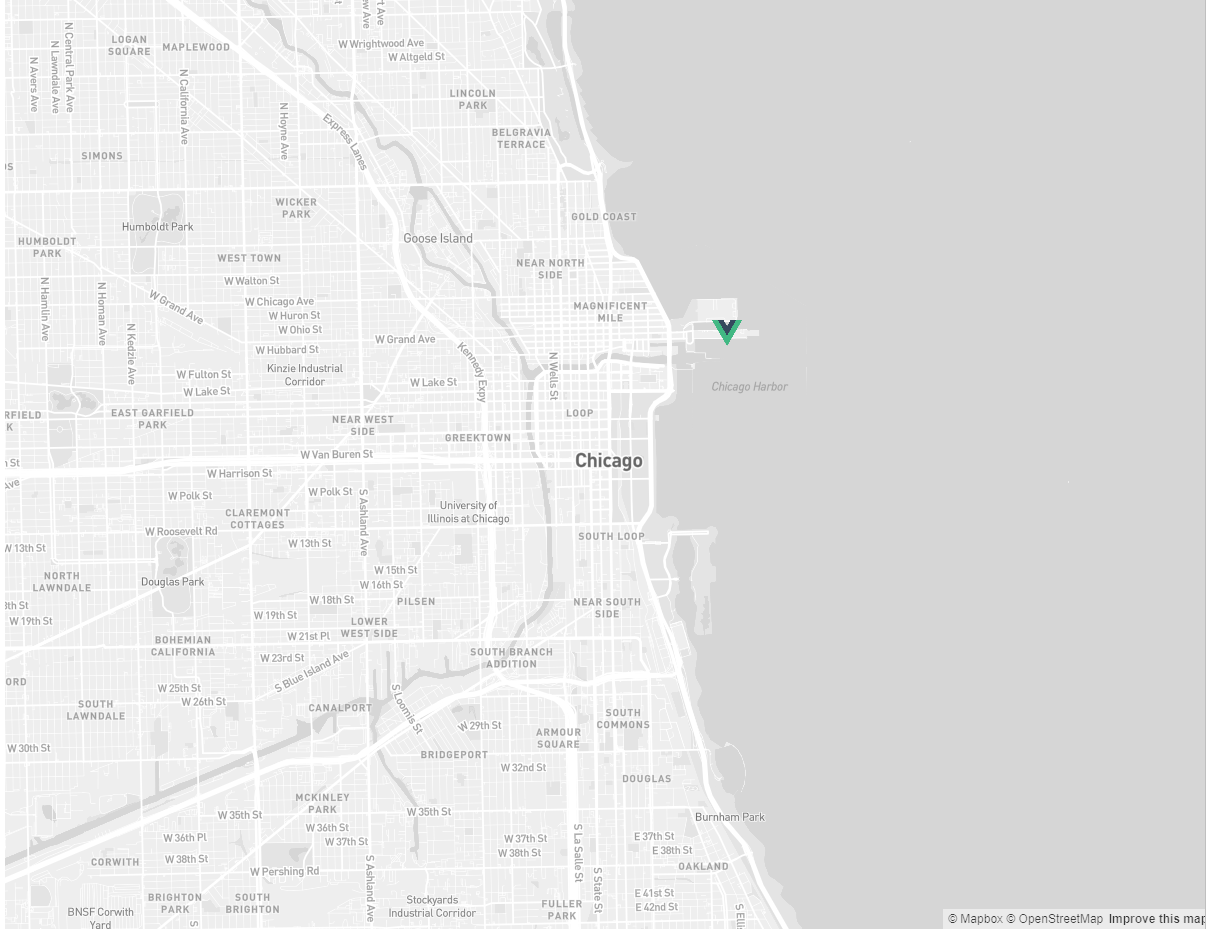 W Wrightwood Ave
W Altgeld St
LOGAN
SQUARE
MAPLEWOOD
N Central Park Ave
N Lawndale Ave
N Avers Ave
N California Ave
N Hoyne Ave
Express Lanes
LINCOLN
PARK
BELGRAVIA
TERRACE
SIMONS
WICKER
PARK
GOLD COAST
Humboldt Park
HUMBOLDT
PARK
Goose Island
WEST TOWN
NEAR NORTH
SIDE
W Walton St
W Chicago Ave
W Huron St
W Ohio St
W Grand Ave
MAGNIFICENT
MILE
N Hamlin Ave
N Homan Ave
N Kedzie Ave
W Grand Ave
W Hubbard St
Kennedy Expy
N Wells St
Kinzie Industrial
Corridor
W Fulton St
W Lake St
W Lake St
Chicago Harbor
RFIELD
K
EAST GARFIELD
PARK
NEAR WEST
SIDE
LOOP
GREEKTOWN
W Van Buren St
Chicago
W Harrison St
W Polk St
W Polk St
S Ashland Ave
University of
Illinois at Chicago
CLAREMONT
COTTAGES
W Roosevelt Rd
SOUTH LOOP
W 13th St
W 13th St
W 15th St
W 16th St
NORTH
LAWNDALE
Douglas Park
W 18th St
PILSEN
NEAR SOUTH
SIDE
W 19th St
W 19th St
LOWER
WEST SIDE
W 21st Pl
BOHEMIAN
CALIFORNIA
W 23rd St
S Blue Island Ave
SOUTH BRANCH
ADDITION
W 25th St
W 26th St
SOUTH
LAWNDALE
CANALPORT
S Loomis St
W 29th St
SOUTH
COMMONS
ARMOUR
SQUARE
W 30th St
BRIDGEPORT
W 32nd St
DOUGLAS
MCKINLEY
PARK
W 35th St
W 35th St
Burnham Park
W 36th St
W 36th Pl
W 37th St
W 37th St
E 37th St
W 38th St
W 38th St
E 38th St
CORWITH
W Pershing Rd
OAKLAND
S Ashland Ave
S La Salle St
S State St
BRIGHTON
PARK
SOUTH
BRIGHTON
Stockyards
Industrial Corridor
FULLER
PARK
E 41st St
E 42nd St
BNSF Corwith
Yard
© Mapbox © OpenStreetMap Improve this map